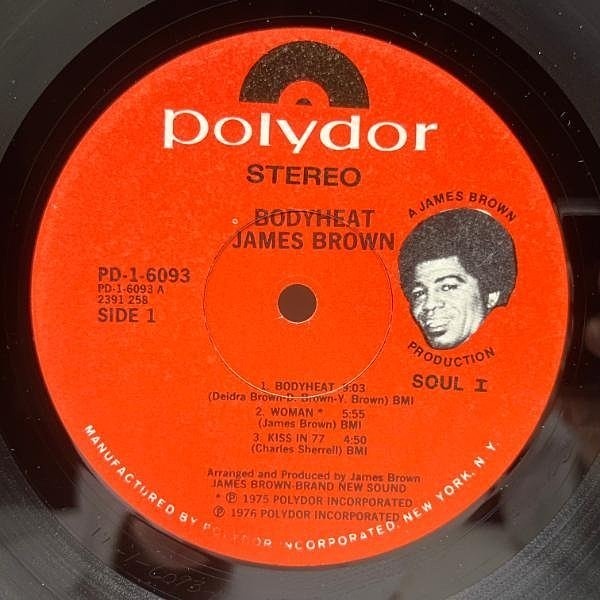 polydor
STEREO
BODYHEAT
JAMES BROWN
A JAMES BROWN
PRODUCTION
PD-1-6093
PD-1-6093 A
2391 258
SIDE 1
SOUL I
1. BODYHEAT 9:03
(Deidra Brown-D. Brown-Y. Brown) BMI
2. WOMAN * 5:55
(James Brown) BMI
3. KISS IN 77 4:50
(Charles Sherrell) BMI
Arranged and Produced by James Brown
JAMES BROWN-BRAND NEW SOUND
* Ⓟ 1975 POLYDOR INCORPORATED
Ⓟ 1976 POLYDOR INCORPORATED
MANUFACTURED BY POLYDOR INCORPORATED. NEW YORK, N.Y.